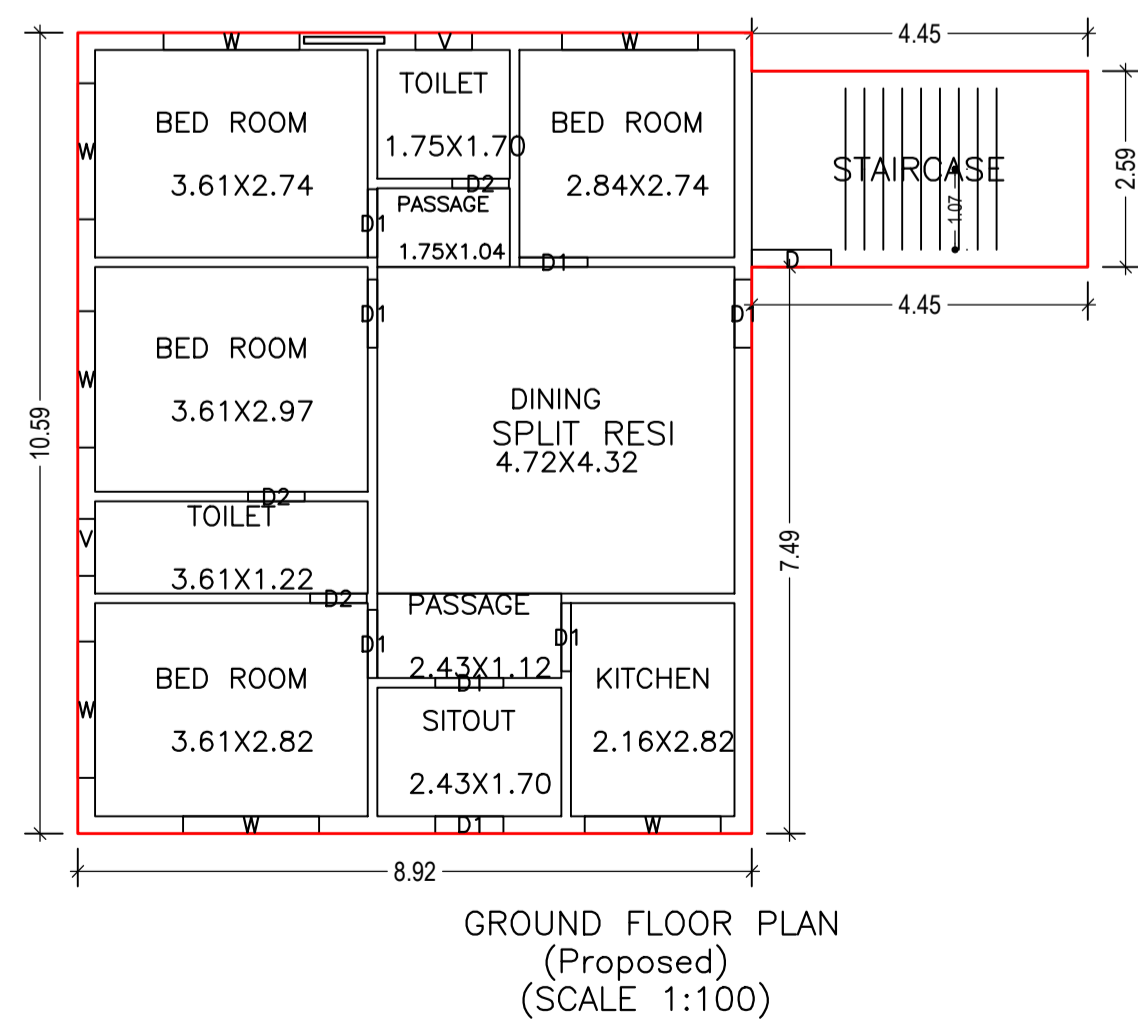 W
V
W
4.45
BED ROOM
3.61X2.74
TOILET
1.75X1.70
BED ROOM
2.84X2.74
W
D2
PASSAGE
1.75X1.04
D1
D1
STAIRCASE
1.07
D
2.59
4.45
D1
D1
BED ROOM
3.61X2.97
W
DINING
SPLIT RESI
4.72X4.32
10.59
D2
TOILET
3.61X1.22
V
7.49
D2
PASSAGE
2.43X1.12
D1
D1
D1
BED ROOM
3.61X2.82
W
SITOUT
2.43X1.70
KITCHEN
2.16X2.82
W
D1
W
8.92
GROUND FLOOR PLAN
(Proposed)
(SCALE 1:100)